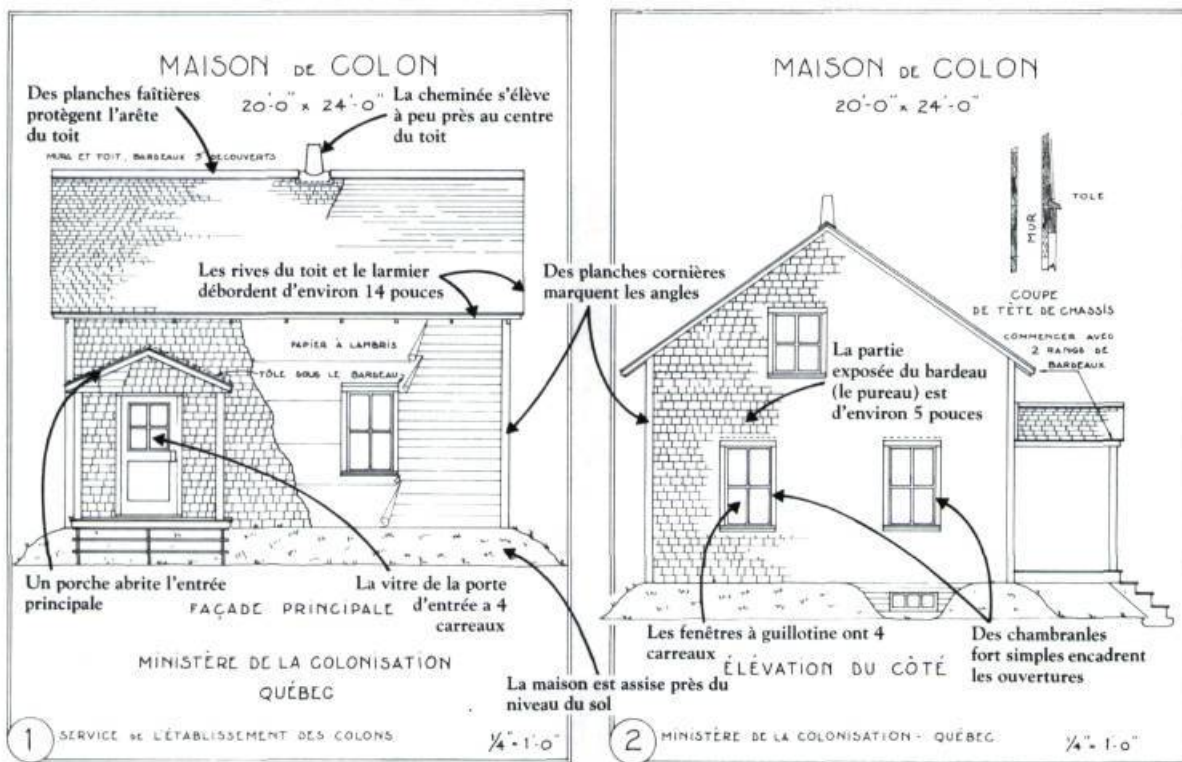 MAISON DE COLON
20'-0" x 24'-0"
Des planches faîtières
protègent l'arête
du toit
La cheminée s'élève
à peu près au centre
du toit
MURS ET TOIT, BARDEAUX 5" DECOUVERTS
Les rives du toit et le larmier
débordent d'environ 14 pouces
Des planches cornières
marquent les angles
PAPIER À LAMBRIS
TÔLE SOUS LE BARDEAU
Un porche abrite l'entrée
principale
La vitre de la porte
d'entrée a 4
carreaux
FAÇADE PRINCIPALE
MINISTÈRE DE LA COLONISATION
QUÉBEC
La maison est assise près du
niveau du sol
1 SERVICE DE L'ÉTABLISSEMENT DES COLONS 1/4" = 1'-0"
MAISON DE COLON
20'-0" x 24'-0"
MUR
TOLE
COUPE
DE TÊTE DE CHASSIS
COMMENCER AVEC
2 RANGS DE
BARDEAUX
La partie
exposée du bardeau
(le pureau) est
d'environ 5 pouces
Les fenêtres à guillotine ont 4
carreaux
Des chambranles
fort simples encadrent
les ouvertures
ÉLÉVATION DU CÔTÉ
2 MINISTÈRE DE LA COLONISATION - QUÉBEC 1/4" = 1'-0"